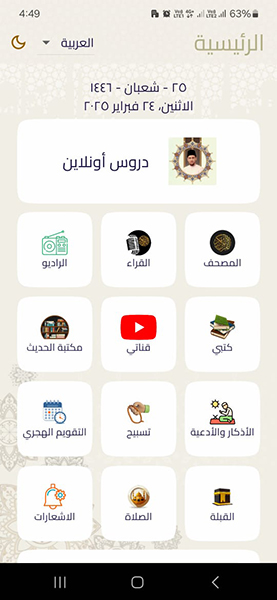 4:49
63%
الرئيسية
العربية
٢٥ - شعبان - ١٤٤٦
الاثنين، ٢٤ فبراير ٢٠٢٥
دروس أونلاين
المصحف
القراء
الراديو
كتبي
قناتي
مكتبة الحديث
الأذكار والأدعية
تسبيح
التقويم الهجري
القبلة
الصلاة
الاشعارات